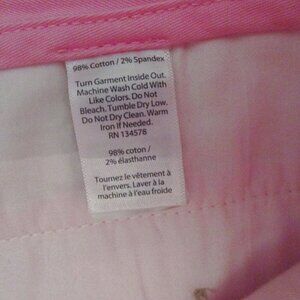 98% Cotton / 2% Spandex
Turn Garment Inside Out.
Machine Wash Cold With
Like Colors. Do Not
Bleach. Tumble Dry Low.
Do Not Dry Clean. Warm
Iron If Needed.
RN 134578
98% coton /
2% élasthanne
Tournez le vêtement à
l'envers. Laver à la
machine à l'eau froide